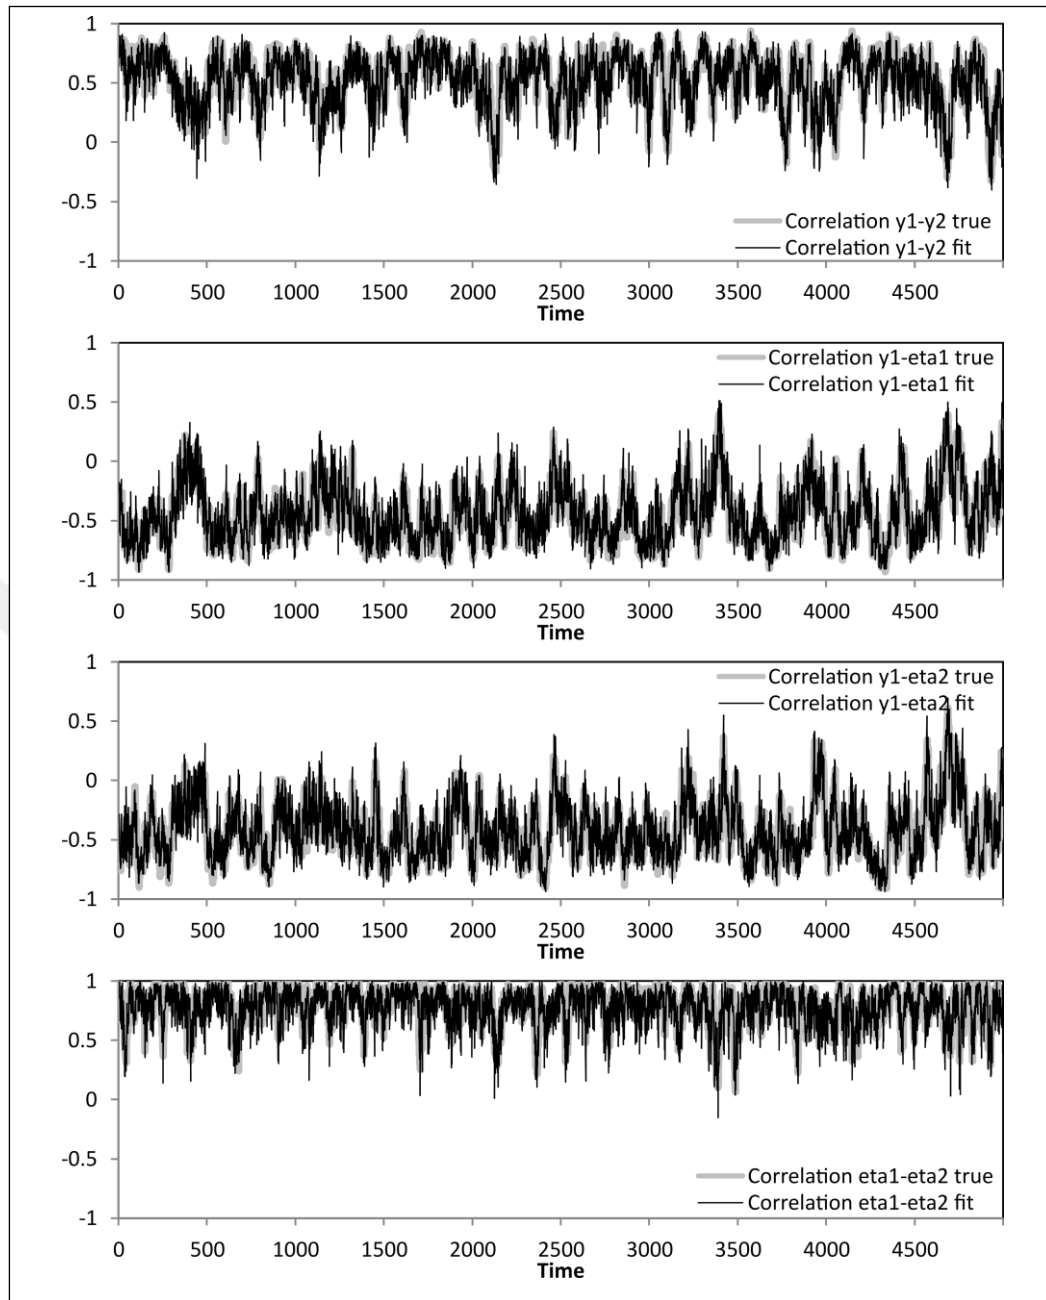 1
0.5
0
-0.5
-1
Correlation y1-y2 true
Correlation y1-y2 fit
0 500 1000 1500 2000 2500 3000 3500 4000 4500
Time
1
0.5
0
-0.5
-1
Correlation y1-eta1 true
Correlation y1-eta1 fit
0 500 1000 1500 2000 2500 3000 3500 4000 4500
Time
1
0.5
0
-0.5
-1
Correlation y1-eta2 true
Correlation y1-eta2 fit
0 500 1000 1500 2000 2500 3000 3500 4000 4500
Time
1
0.5
0
-0.5
-1
Correlation eta1-eta2 true
Correlation eta1-eta2 fit
0 500 1000 1500 2000 2500 3000 3500 4000 4500
Time